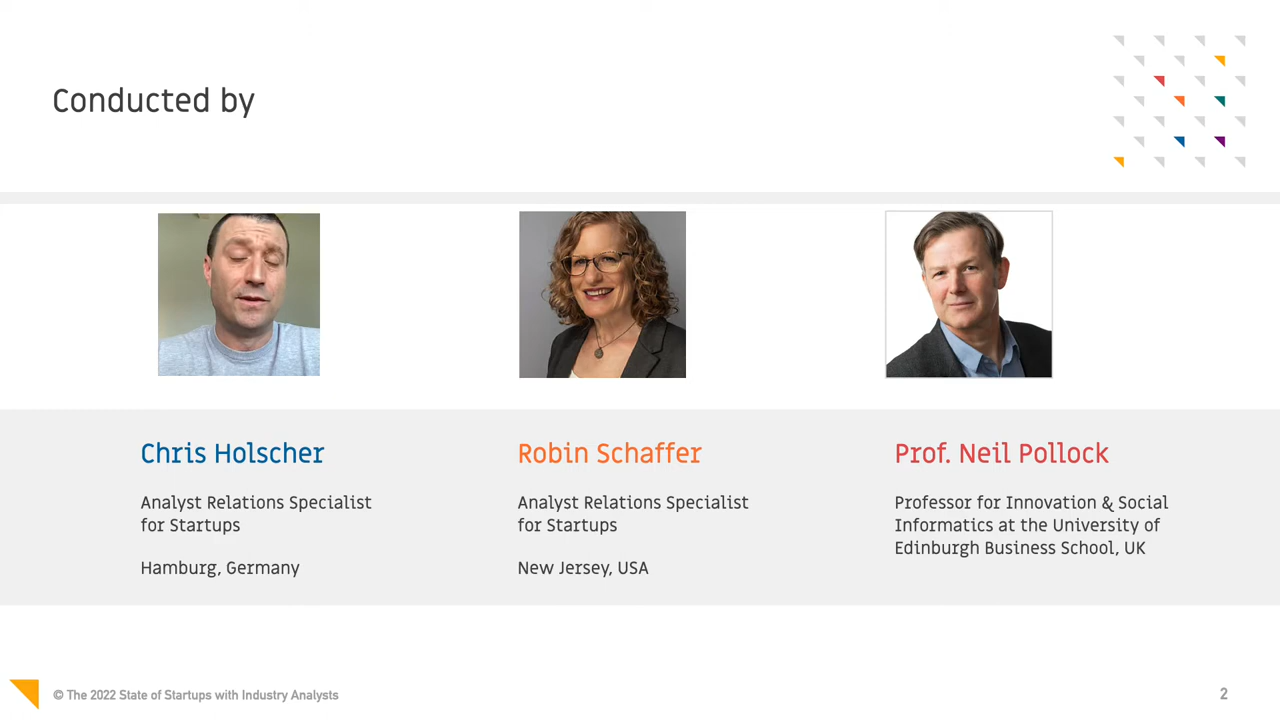 Conducted by
Chris Holscher
Analyst Relations Specialist
for Startups
Hamburg, Germany
Robin Schaffer
Analyst Relations Specialist
for Startups
New Jersey, USA
Prof. Neil Pollock
Professor for Innovation & Social
Informatics at the University of
Edinburgh Business School, UK
© The 2022 State of Startups with Industry Analysts
2